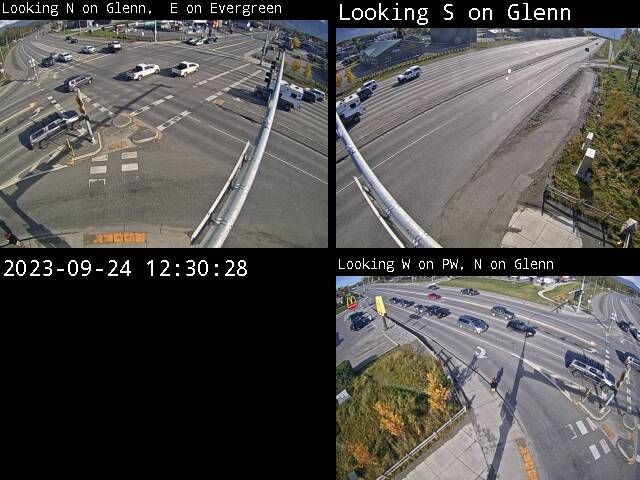 Looking N on Glenn,  E on Evergreen
Looking S on Glenn
2023-09-24 12:30:28
Looking W on PW, N on Glenn